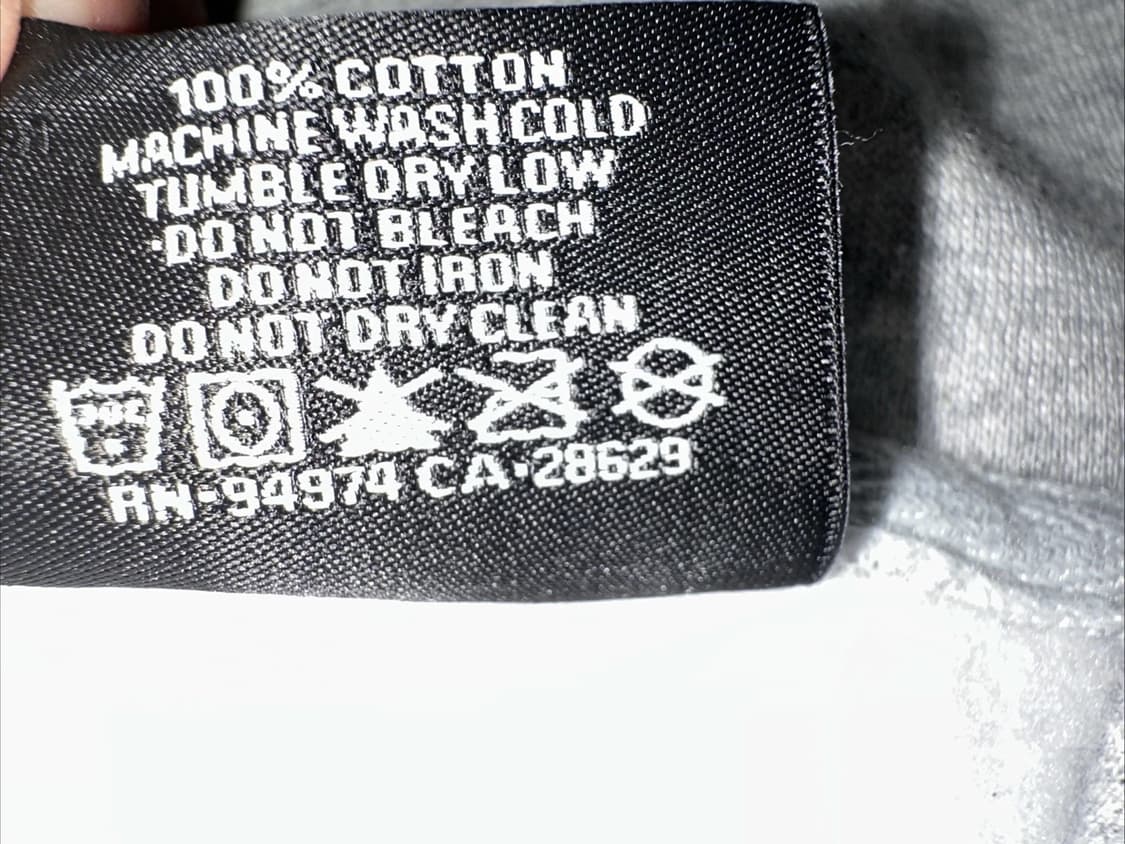 100% COTTON
MACHINE WASH COLD
TUMBLE DRY LOW
DO NOT BLEACH
DO NOT IRON
DO NOT DRY CLEAN
30C
RN-94974 CA-28629